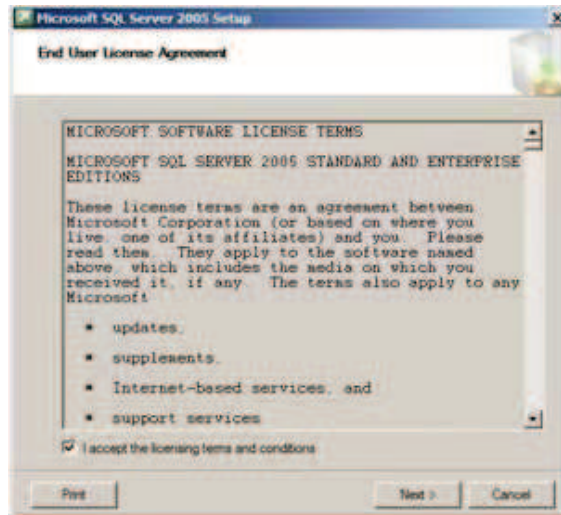 Microsoft SQL Server 2005 Setup
End User License Agreement
MICROSOFT SOFTWARE LICENSE TERMS
MICROSOFT SQL SERVER 2005 STANDARD AND ENTERPRISE
EDITIONS
These license terms are an agreement between
Microsoft Corporation (or based on where you
live, one of its affiliates) and you. Please
read them. They apply to the software named
above, which includes the media on which you
received it, if any. The terms also apply to any
Microsoft
• updates,
• supplements,
• Internet-based services, and
• support services
I accept the licensing terms and conditions
Print
Next >
Cancel